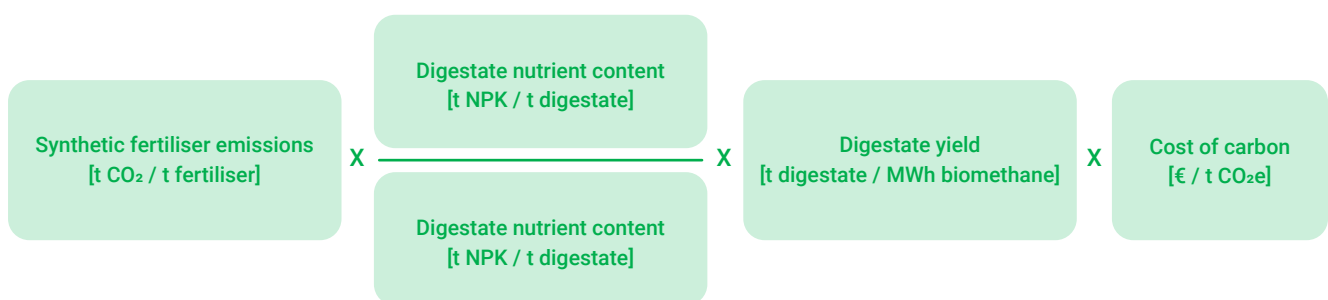 Synthetic fertiliser emissions
[t CO₂ / t fertiliser]
X
Digestate nutrient content
[t NPK / t digestate]
Digestate nutrient content
[t NPK / t digestate]
X
Digestate yield
[t digestate / MWh biomethane]
X
Cost of carbon
[€ / t CO₂e]